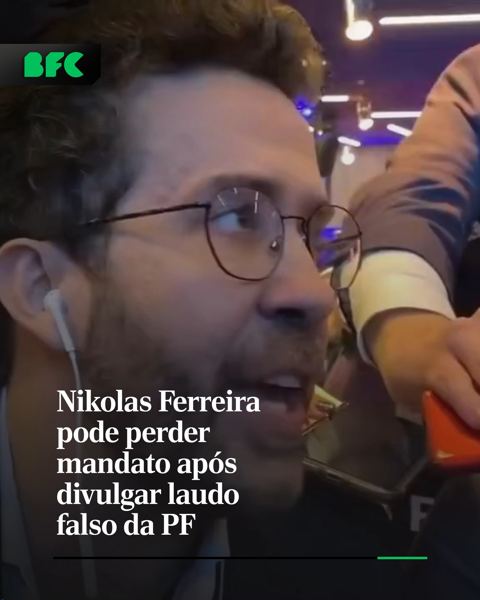 BFC
Nikolas Ferreira
pode perder
mandato após
divulgar laudo
falso da PF